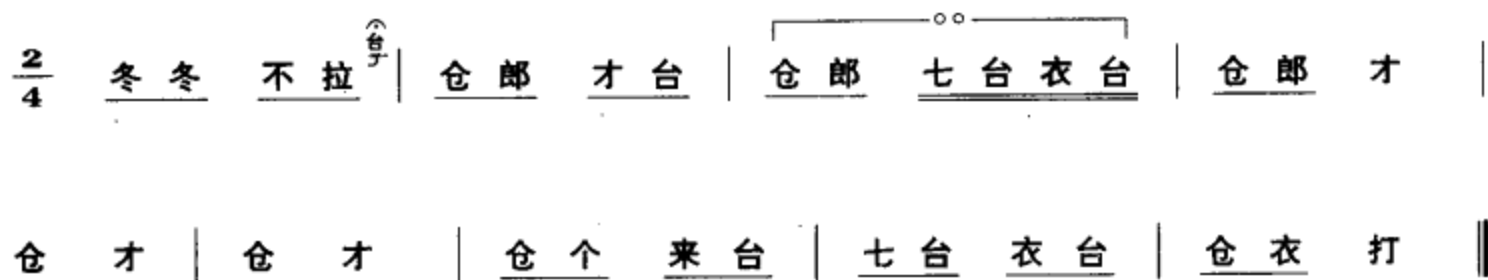 2/4 冬冬 不拉 台 | 仓郎 才台 | 仓郎 七台衣台 | 仓郎 才 |
仓 才 | 仓 才 | 仓个 来台 | 七台 衣台 | 仓衣 打 ‖